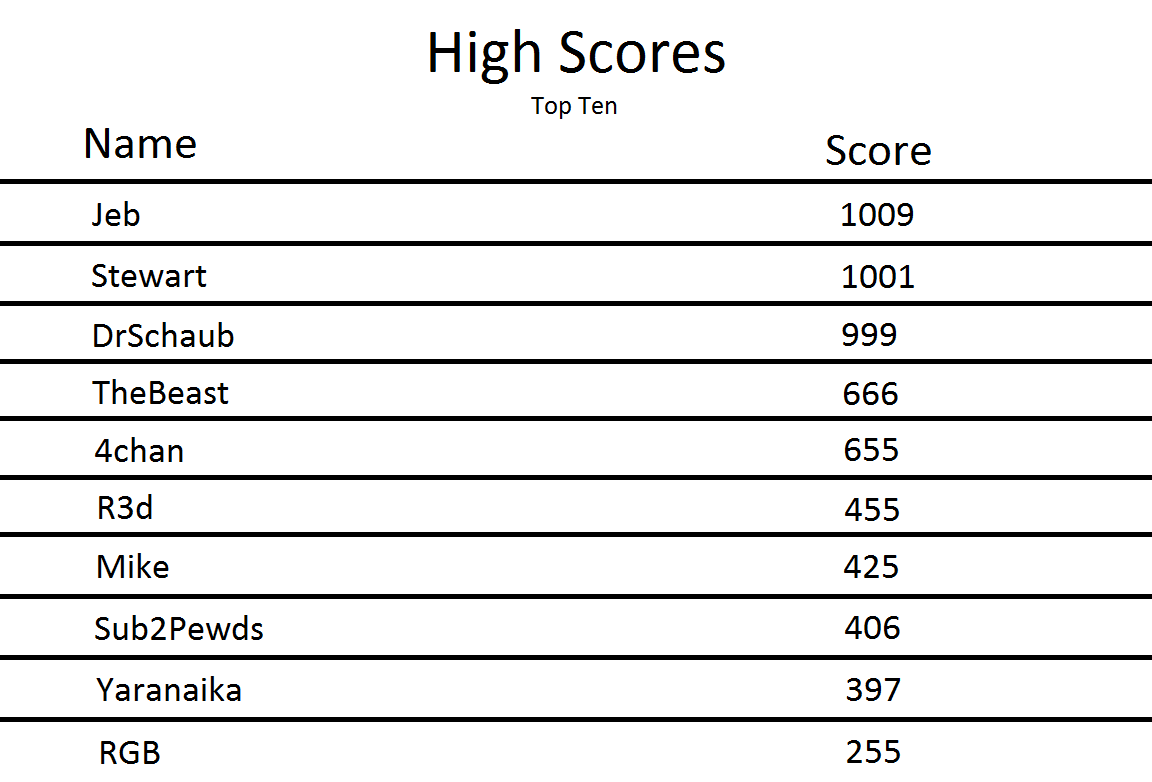 High Scores
Top Ten
Name Score
Jeb 1009
Stewart 1001
DrSchaub 999
TheBeast 666
4chan 655
R3d 455
Mike 425
Sub2Pewds 406
Yaranaika 397
RGB 255